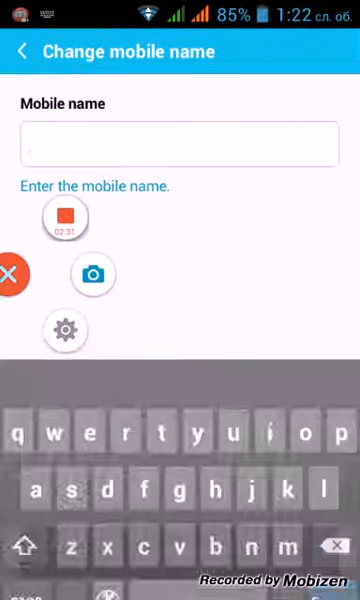 85% 1:22 сл. об.
Change mobile name
Mobile name
Enter the mobile name.
02:31
q w e r t y u i o p
a s d f g h j k l
z x c v b n m
Recorded by Mobizen